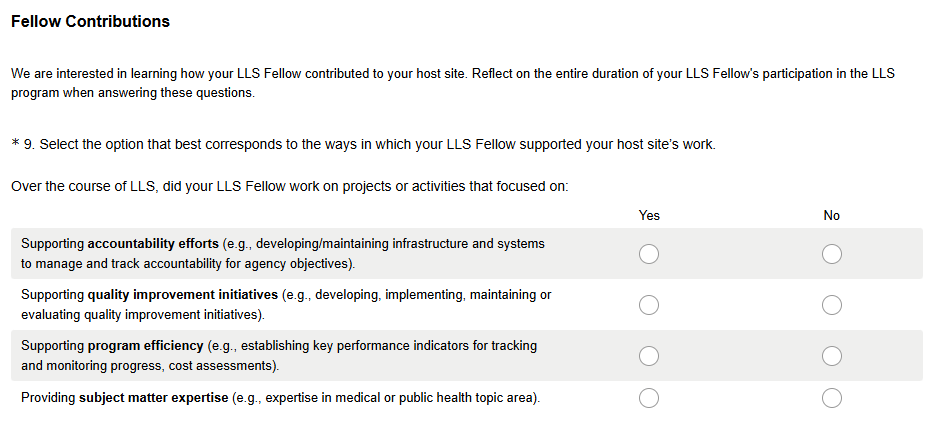 Fellow Contributions
We are interested in learning how your LLS Fellow contributed to your host site. Reflect on the entire duration of your LLS Fellow's participation in the LLS
program when answering these questions.
* 9. Select the option that best corresponds to the ways in which your LLS Fellow supported your host site's work.
Over the course of LLS, did your LLS Fellow work on projects or activities that focused on:
Yes No
Supporting accountability efforts (e.g., developing/maintaining infrastructure and systems
to manage and track accountability for agency objectives).
Supporting quality improvement initiatives (e.g., developing, implementing, maintaining or
evaluating quality improvement initiatives).
Supporting program efficiency (e.g., establishing key performance indicators for tracking
and monitoring progress, cost assessments).
Providing subject matter expertise (e.g., expertise in medical or public health topic area).